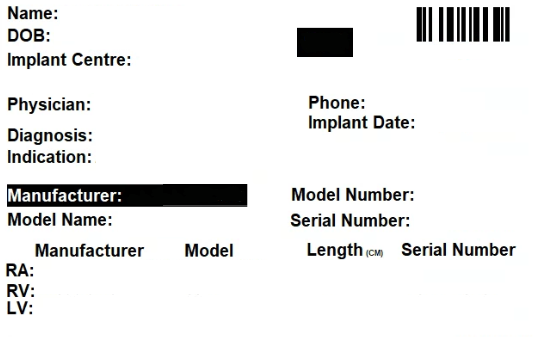 Name:
DOB:
Implant Centre:
Physician: Phone:
Implant Date:
Diagnosis:
Indication:
Manufacturer: Model Number:
Model Name: Serial Number:
Manufacturer Model Length (CM) Serial Number
RA:
RV:
LV: